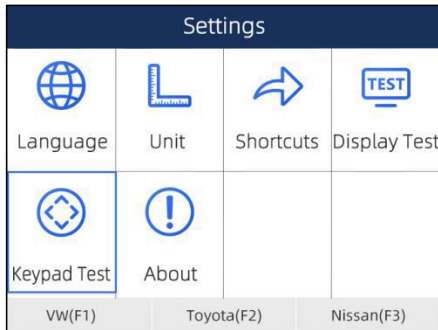 Settings
TEST
Language Unit Shortcuts Display Test
Keypad Test About
VW(F1) Toyota(F2) Nissan(F3)